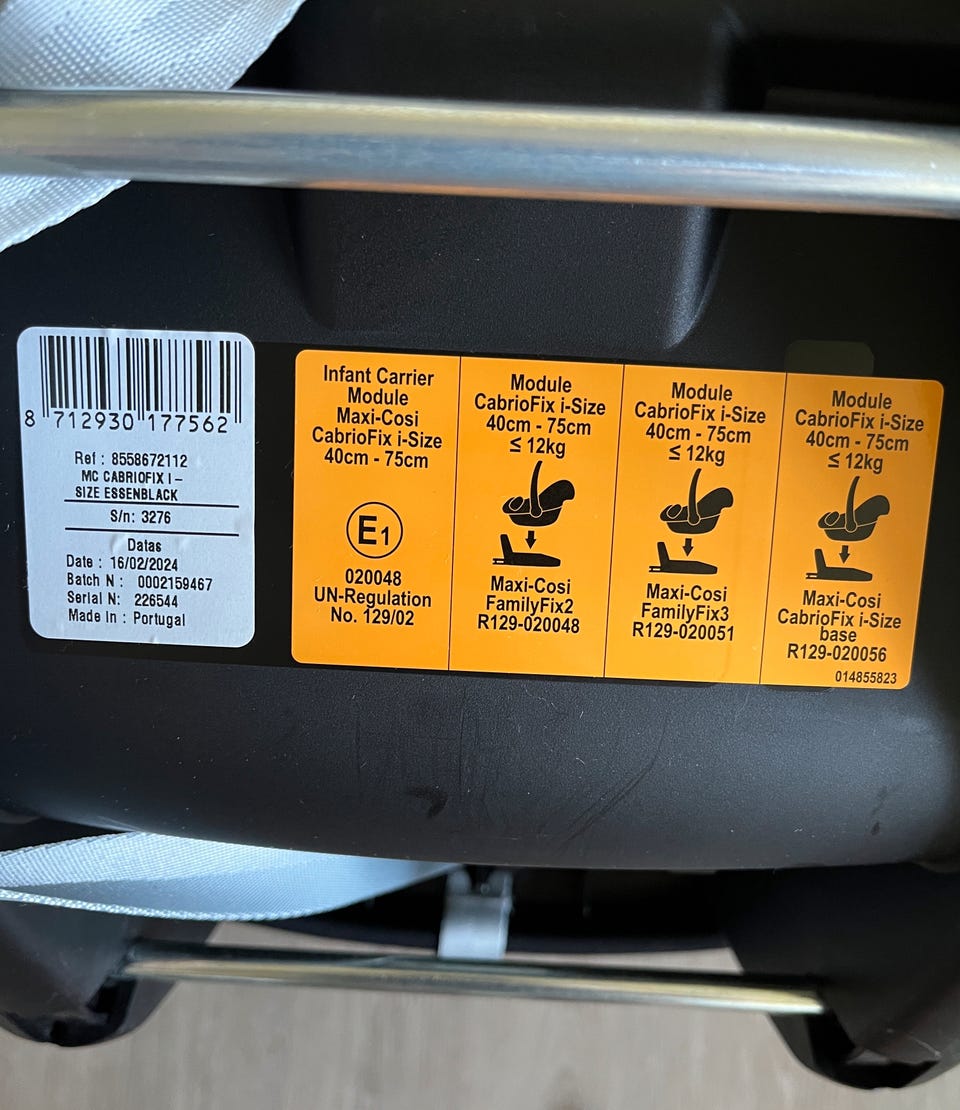 8 712930 177562
Ref : 8558672112
MC CABRIOFIX I-
SIZE ESSENBLACK
S/n: 3276
Datas
Date : 16/02/2024
Batch N : 0002159467
Serial N: 226544
Made In : Portugal
Infant Carrier
Module
Maxi-Cosi
CabrioFix i-Size
40cm - 75cm
E1
020048
UN-Regulation
No. 129/02
Module
CabrioFix i-Size
40cm - 75cm
≤ 12kg
Maxi-Cosi
FamilyFix2
R129-020048
Module
CabrioFix i-Size
40cm - 75cm
≤ 12kg
Maxi-Cosi
FamilyFix3
R129-020051
Module
CabrioFix i-Size
40cm - 75cm
≤ 12kg
Maxi-Cosi
CabrioFix i-Size
base
R129-020056
014855823